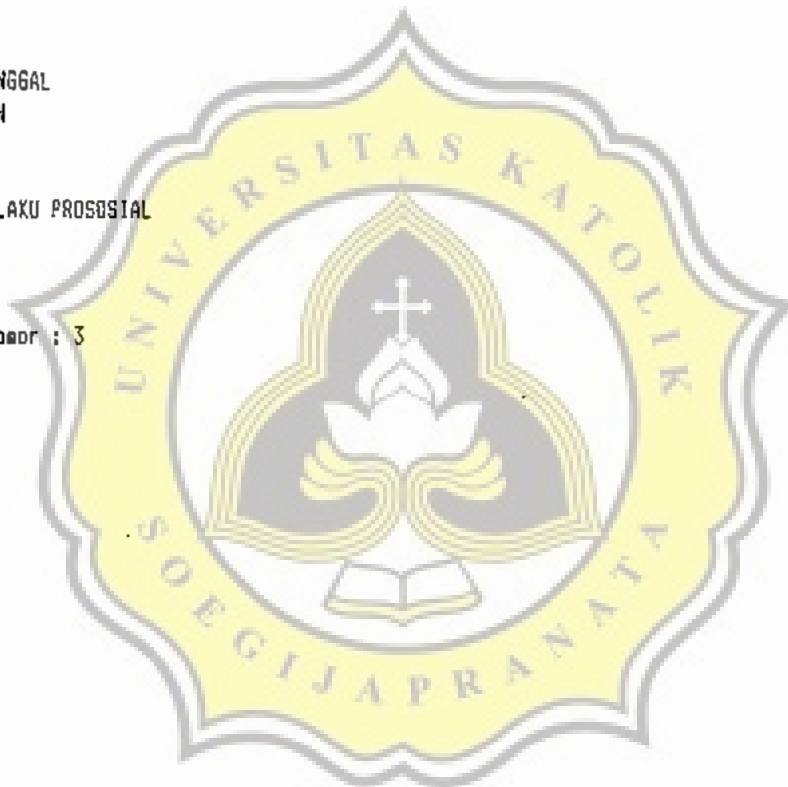 NGGAL
N
LAKU PROSOSIAL
omor : 3
UNIVERSITAS KATOLIK
SOEGIJAPRANATA